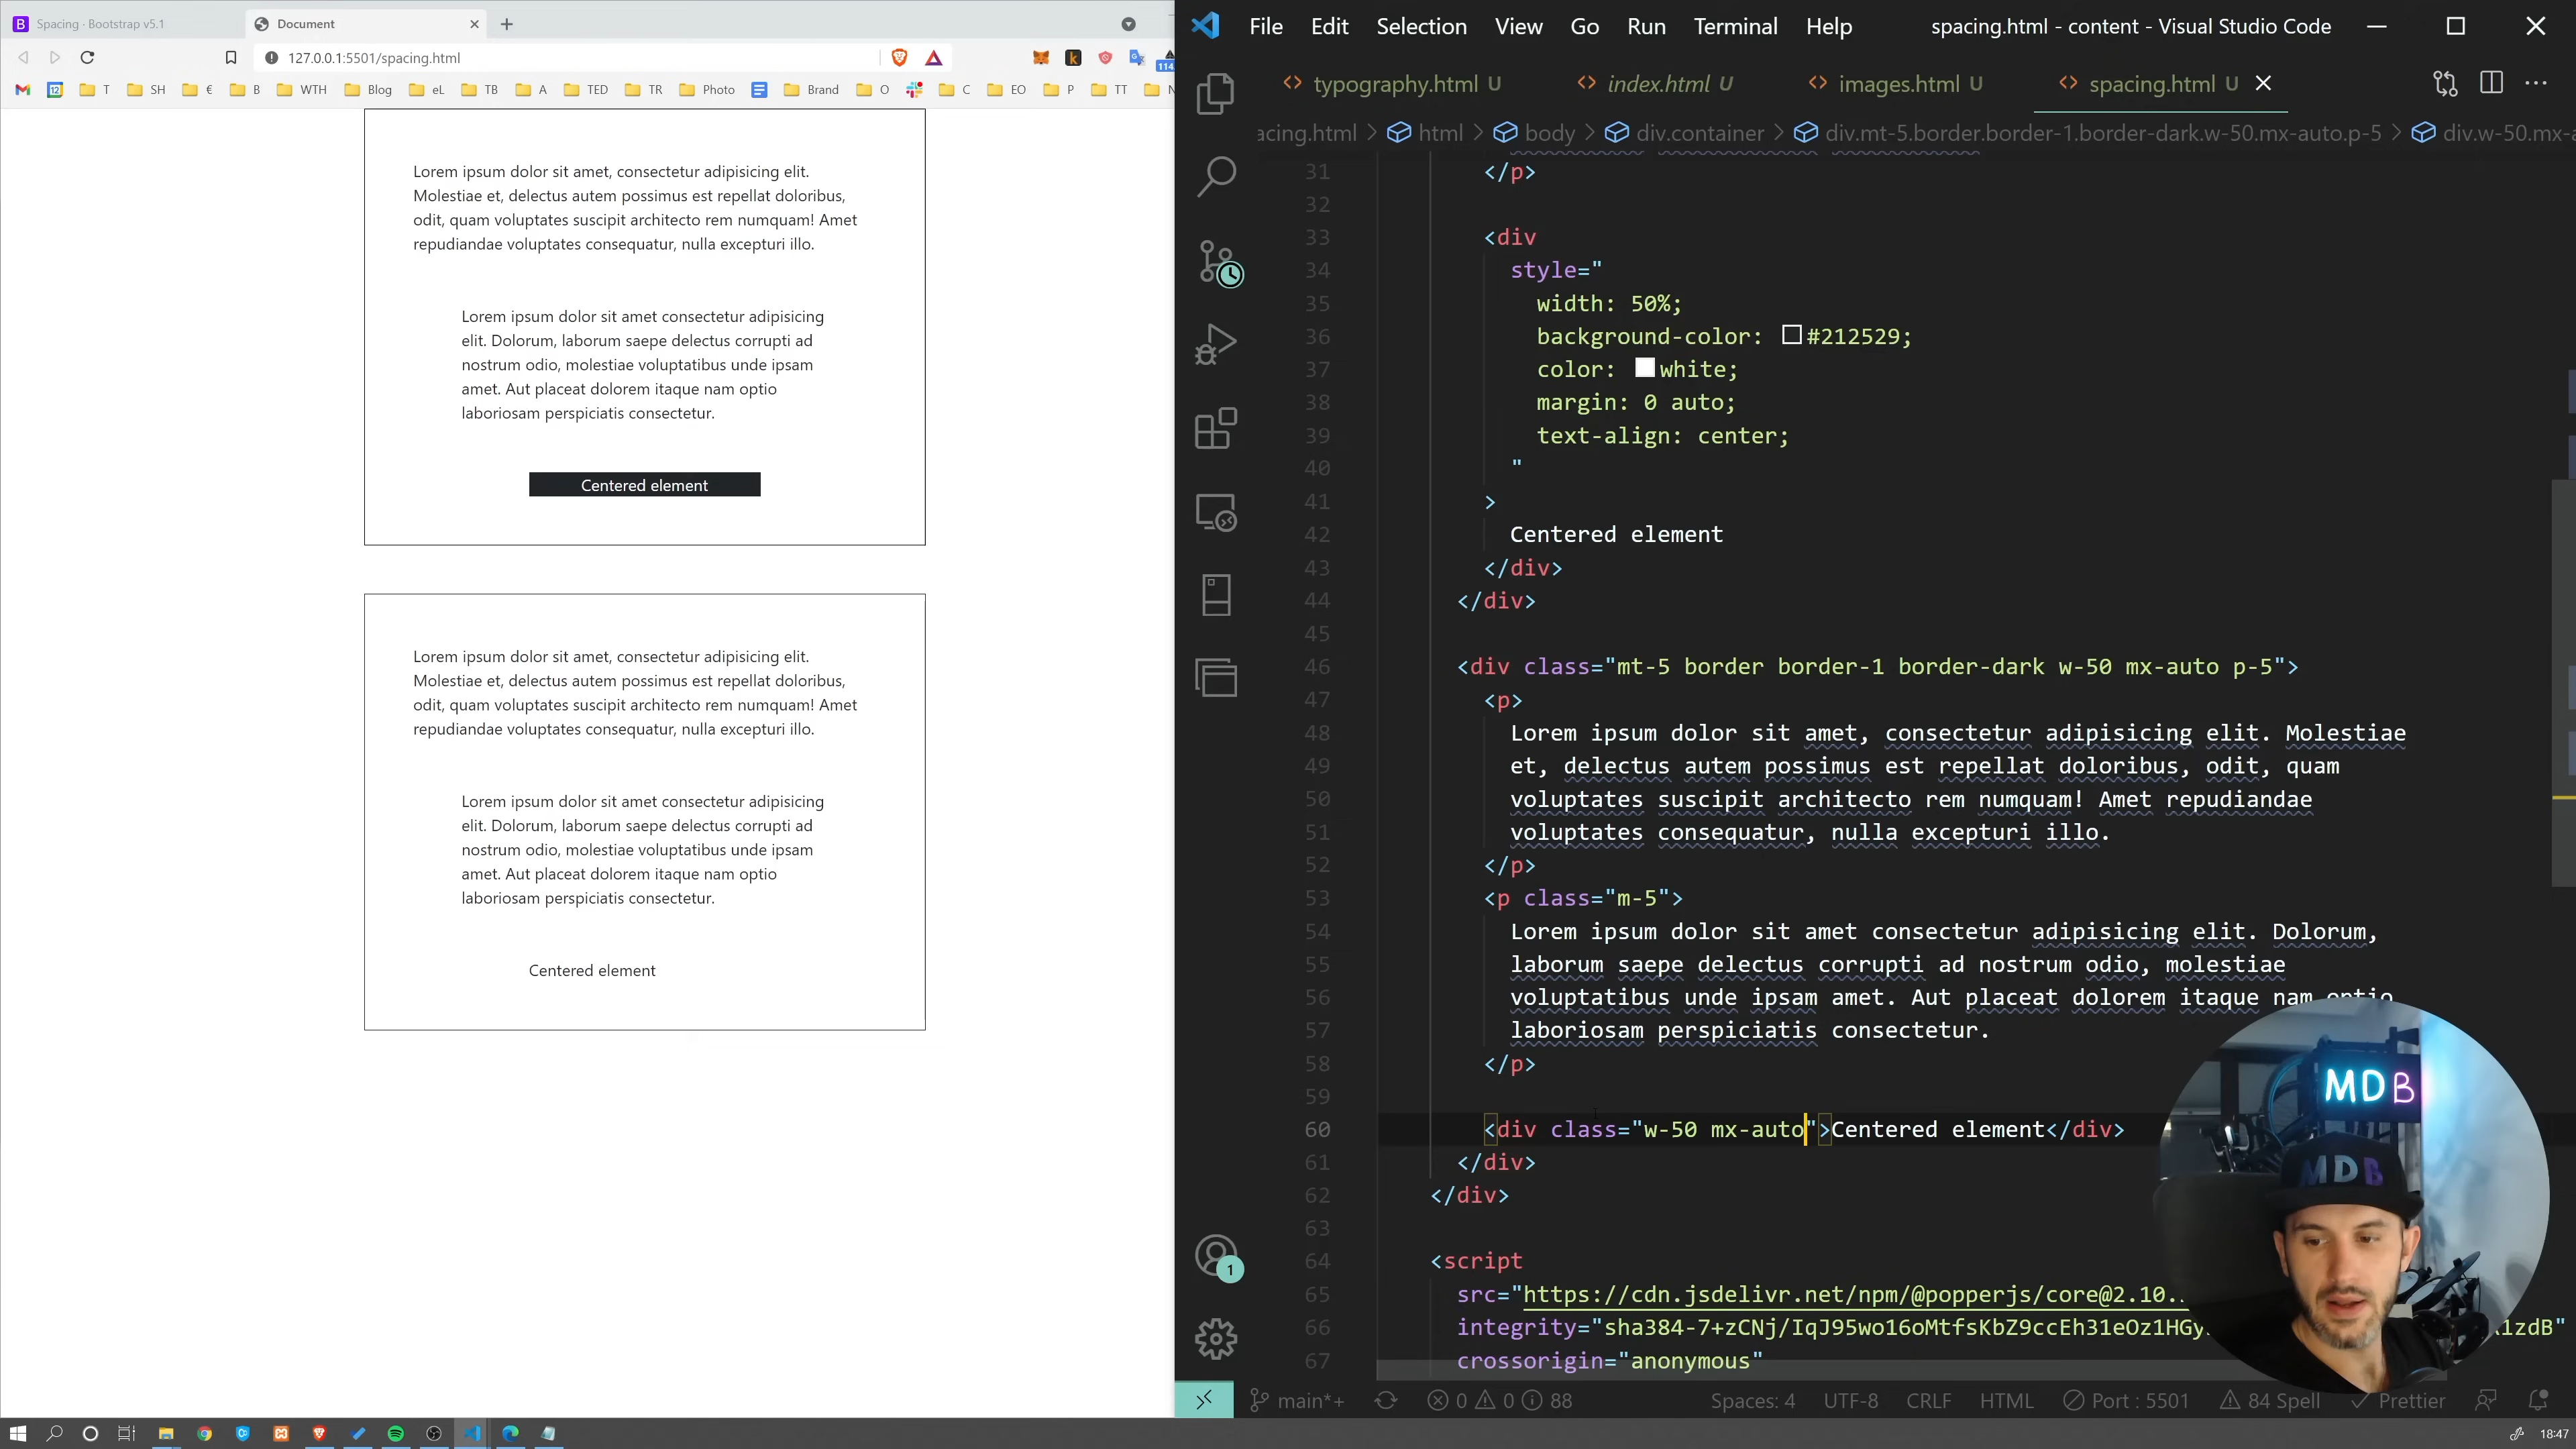 Spacing · Bootstrap v5.1
Document
127.0.0.1:5501/spacing.html
114
12
T
SH
€
B
WTH
Blog
eL
TB
A
TED
TR
Photo
Brand
O
C
EO
P
TT
Lorem ipsum dolor sit amet, consectetur adipisicing elit.
Molestiae et, delectus autem possimus est repellat doloribus,
odit, quam voluptates suscipit architecto rem numquam! Amet
repudiandae voluptates consequatur, nulla excepturi illo.
Lorem ipsum dolor sit amet consectetur adipisicing
elit. Dolorum, laborum saepe delectus corrupti ad
nostrum odio, molestiae voluptatibus unde ipsam
amet. Aut placeat dolorem itaque nam optio
laboriosam perspiciatis consectetur.
Centered element
Lorem ipsum dolor sit amet, consectetur adipisicing elit.
Molestiae et, delectus autem possimus est repellat doloribus,
odit, quam voluptates suscipit architecto rem numquam! Amet
repudiandae voluptates consequatur, nulla excepturi illo.
Lorem ipsum dolor sit amet consectetur adipisicing
elit. Dolorum, laborum saepe delectus corrupti ad
nostrum odio, molestiae voluptatibus unde ipsam
amet. Aut placeat dolorem itaque nam optio
laboriosam perspiciatis consectetur.
Centered element
File Edit Selection View Go Run Terminal Help
spacing.html - content - Visual Studio Code
typography.html U
index.html U
images.html U
spacing.html U
acing.html > html > body > div.container > div.mt-5.border.border-1.border-dark.w-50.mx-auto.p-5 > div.w-50.mx-a
31 </p>
32
33 <div
34 style="
35 width: 50%;
36 background-color: #212529;
37 color: white;
38 margin: 0 auto;
39 text-align: center;
40 "
41 >
42 Centered element
43 </div>
44 </div>
45
46 <div class="mt-5 border border-1 border-dark w-50 mx-auto p-5">
47 <p>
48 Lorem ipsum dolor sit amet, consectetur adipisicing elit. Molestiae
49 et, delectus autem possimus est repellat doloribus, odit, quam
50 voluptates suscipit architecto rem numquam! Amet repudiandae
51 voluptates consequatur, nulla excepturi illo.
52 </p>
53 <p class="m-5">
54 Lorem ipsum dolor sit amet consectetur adipisicing elit. Dolorum,
55 laborum saepe delectus corrupti ad nostrum odio, molestiae
56 voluptatibus unde ipsam amet. Aut placeat dolorem itaque nam optio
57 laboriosam perspiciatis consectetur.
58 </p>
59
60 <div class="w-50 mx-auto">Centered element</div>
61 </div>
62 </div>
63
64 <script
65 src="https://cdn.jsdelivr.net/npm/@popperjs/core@2.10.
66 integrity="sha384-7+zCNj/IqJ95wo16oMtfsKbZ9ccEh31eOz1HGy
1zdB"
67 crossorigin="anonymous"
MDB
MDB
1
main*+
0 0 88
Spaces: 4
UTF-8
CRLF
HTML
Port : 5501
84 Spell
Prettier
18:47